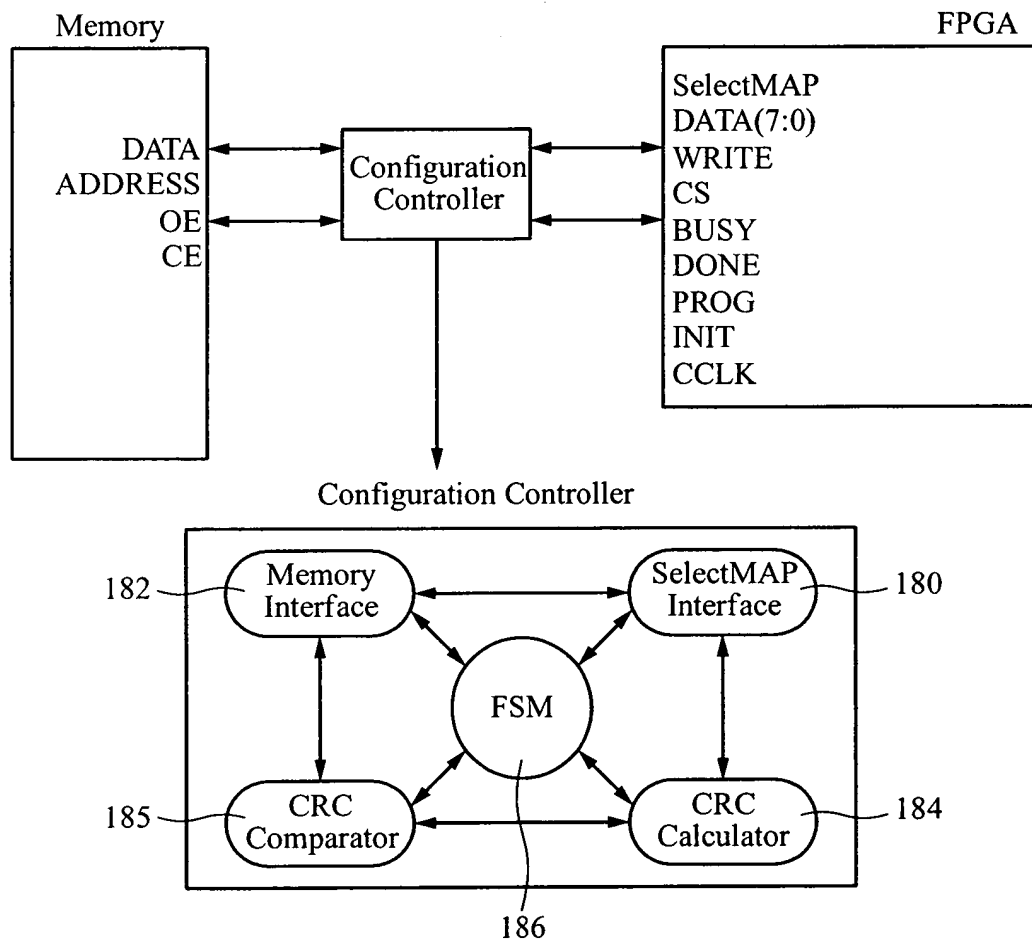 Memory
FPGA
DATA
ADDRESS
OE
CE
Configuration
Controller
SelectMAP
DATA(7:0)
WRITE
CS
BUSY
DONE
PROG
INIT
CCLK
Configuration Controller
182
Memory
Interface
SelectMAP
Interface
180
FSM
185
CRC
Comparator
CRC
Calculator
184
186